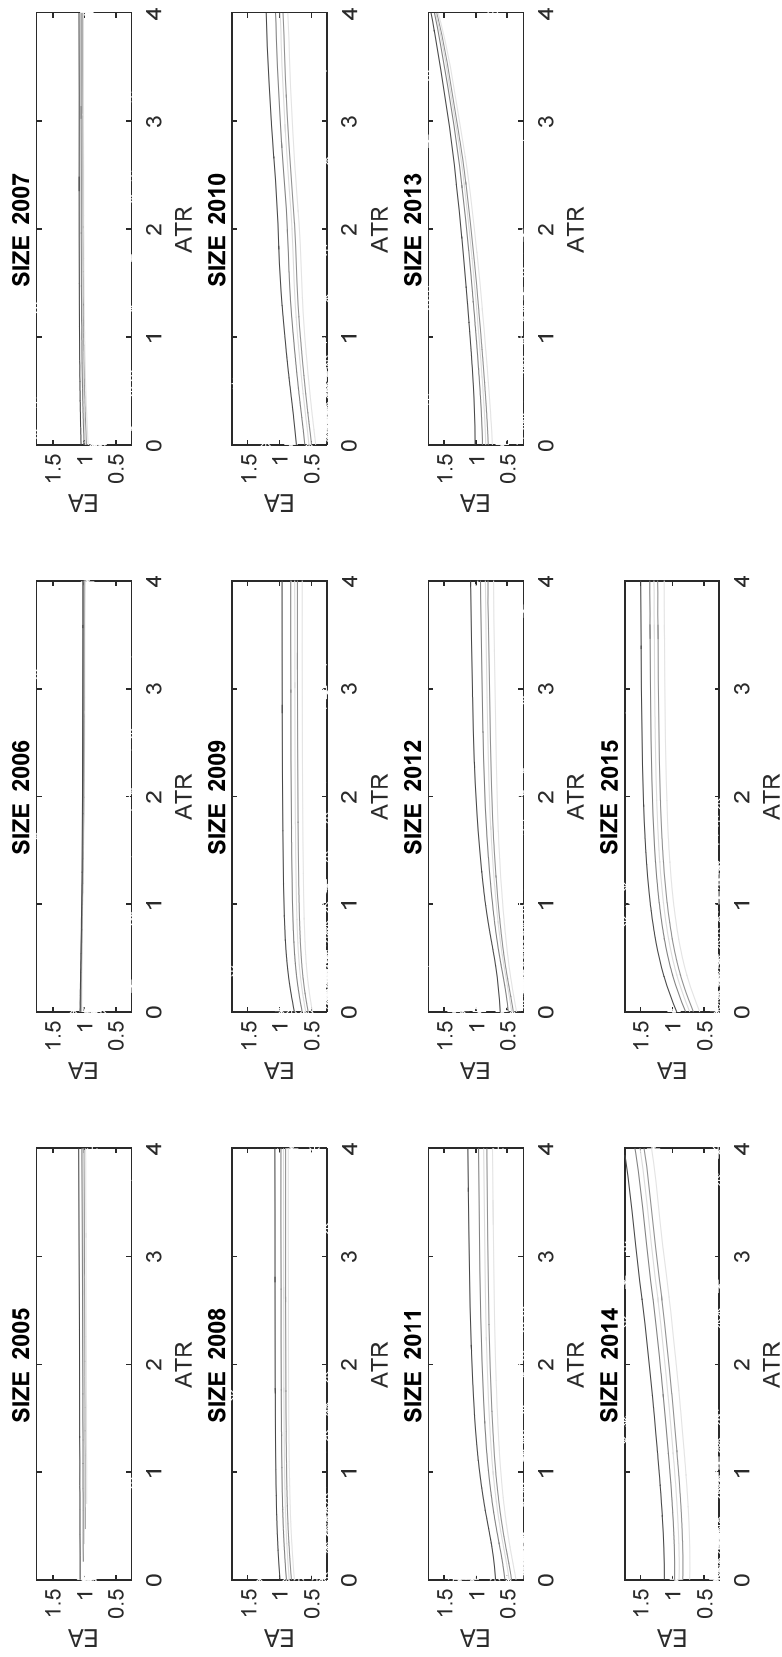 SIZE 2005
EA
1.5
1
0.5
0 1 2 3 4
ATR
SIZE 2006
EA
1.5
1
0.5
0 1 2 3 4
ATR
SIZE 2007
EA
1.5
1
0.5
0 1 2 3 4
ATR
SIZE 2008
EA
1.5
1
0.5
0 1 2 3 4
ATR
SIZE 2009
EA
1.5
1
0.5
0 1 2 3 4
ATR
SIZE 2010
EA
1.5
1
0.5
0 1 2 3 4
ATR
SIZE 2011
EA
1.5
1
0.5
0 1 2 3 4
ATR
SIZE 2012
EA
1.5
1
0.5
0 1 2 3 4
ATR
SIZE 2013
EA
1.5
1
0.5
0 1 2 3 4
ATR
SIZE 2014
EA
1.5
1
0.5
0 1 2 3 4
ATR
SIZE 2015
EA
1.5
1
0.5
0 1 2 3 4
ATR